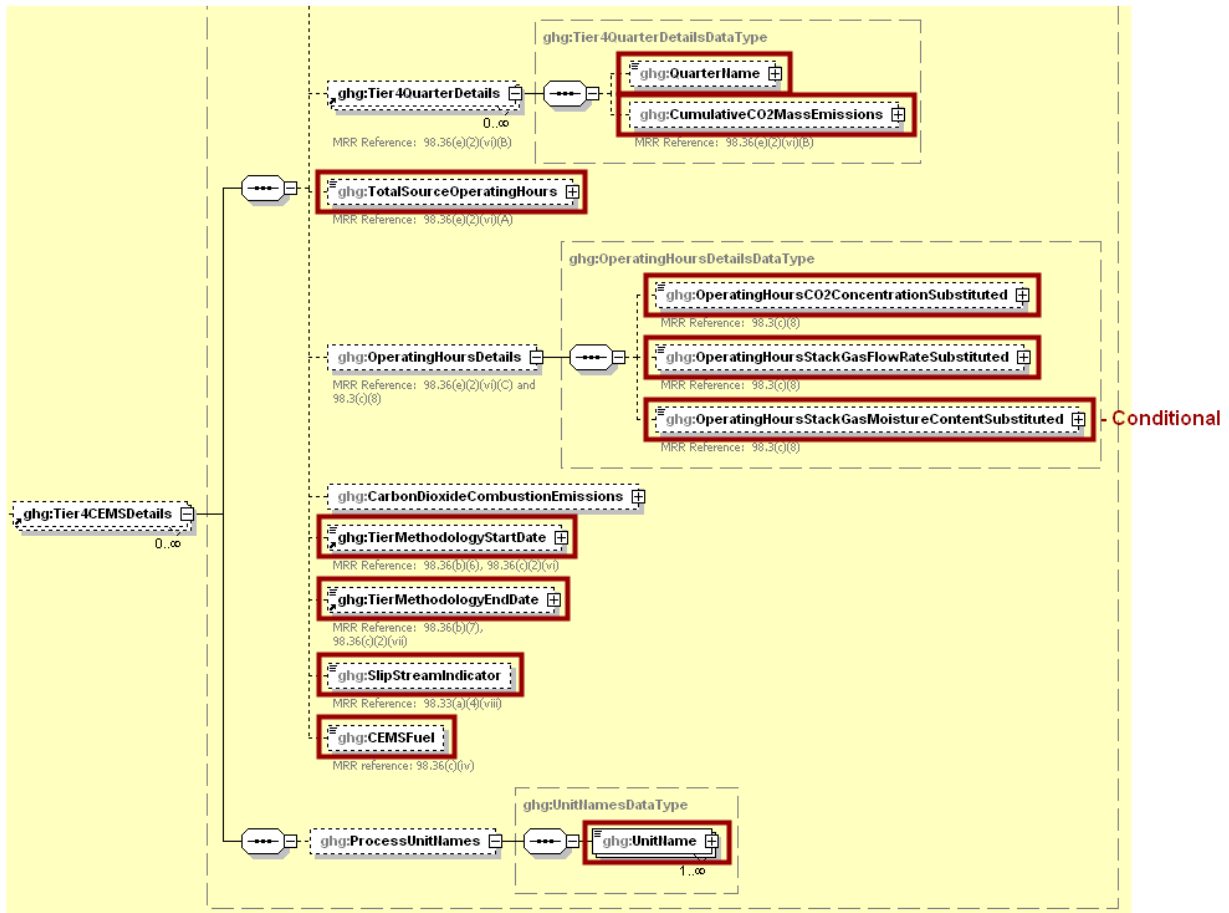 ghg:Tier4QuarterDetailsDataType
ghg:QuarterName
ghg:Tier4QuarterDetails
0..∞
MRR Reference: 98.36(e)(2)(vi)(B)
ghg:CumulativeCO2MassEmissions
MRR Reference: 98.36(e)(2)(vi)(B)
ghg:TotalSourceOperatingHours
MRR Reference: 98.36(e)(2)(vi)(A)
ghg:OperatingHoursDetailsDataType
ghg:OperatingHoursCO2ConcentrationSubstituted
MRR Reference: 98.3(c)(8)
ghg:OperatingHoursDetails
MRR Reference: 98.36(e)(2)(vi)(C) and
98.3(c)(8)
ghg:OperatingHoursStackGasFlowRateSubstituted
MRR Reference: 98.3(c)(8)
ghg:OperatingHoursStackGasMoistureContentSubstituted
MRR Reference: 98.3(c)(8)
Conditional
ghg:Tier4CEMSDetails
0..∞
ghg:CarbonDioxideCombustionEmissions
ghg:TierMethodologyStartDate
MRR Reference: 98.36(b)(6), 98.36(c)(2)(vi)
ghg:TierMethodologyEndDate
MRR Reference: 98.36(b)(7),
98.36(c)(2)(vii)
ghg:SlipStreamIndicator
MRR Reference: 98.33(a)(4)(viii)
ghg:CEMSFuel
MRR reference: 98.36(c)(iv)
ghg:UnitNamesDataType
ghg:ProcessUnitNames
ghg:UnitName
1..∞